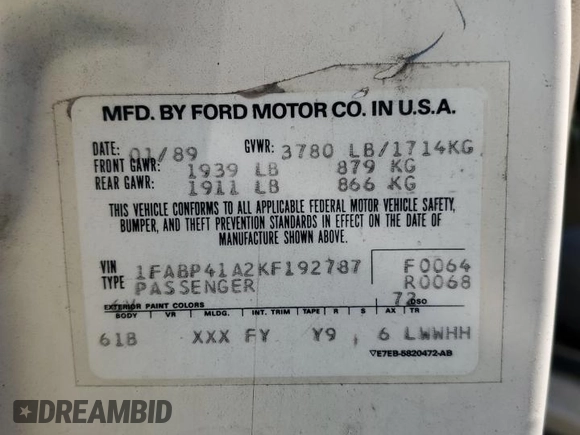 MFD. BY FORD MOTOR CO. IN U.S.A.
DATE: 01/89 GVWR: 3780 LB/1714KG
FRONT GAWR: 1939 LB 879 KG
REAR GAWR: 1911 LB 866 KG
THIS VEHICLE CONFORMS TO ALL APPLICABLE FEDERAL MOTOR VEHICLE SAFETY,
BUMPER, AND THEFT PREVENTION STANDARDS IN EFFECT ON THE DATE OF
MANUFACTURE SHOWN ABOVE.
VIN 1FABP41A2KF192787 F0064
TYPE PASSENGER R0068
EXTERIOR PAINT COLORS 72 DSO
BODY VR MLDG. INT. TRIM TAPE R S AX TR
61B XXX FY Y9 6 LWWHH
E7EB-5820472-AB
DREAMBID